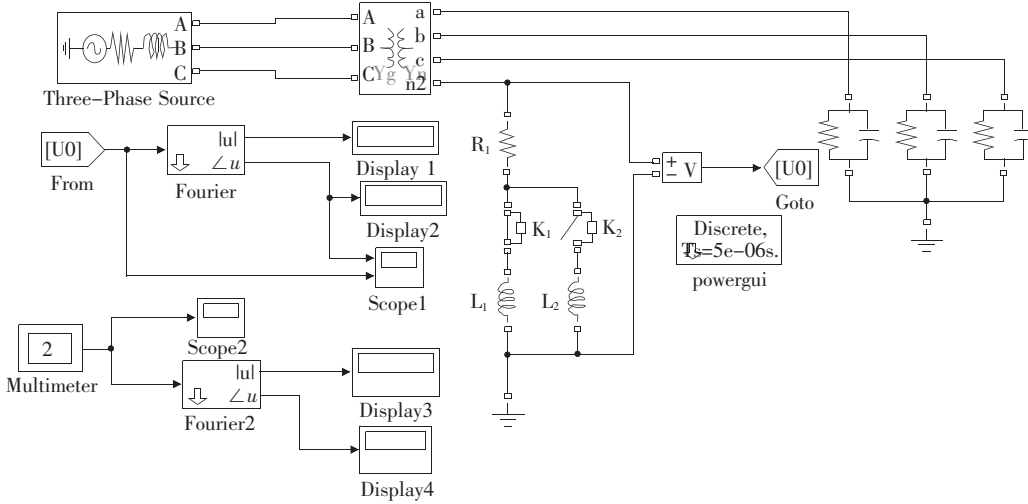 A
B
C
Three-Phase Source
A
B
C
Yg
Yn
a
b
c
n2
[U0]
From
|u|
∠u
Fourier
Display 1
Display2
Scope1
R1
K1
K2
L1
L2
+
− V
[U0]
Goto
Discrete,
Ts=5e-06s.
powergui
2
Multimeter
Scope2
|u|
∠u
Fourier2
Display3
Display4